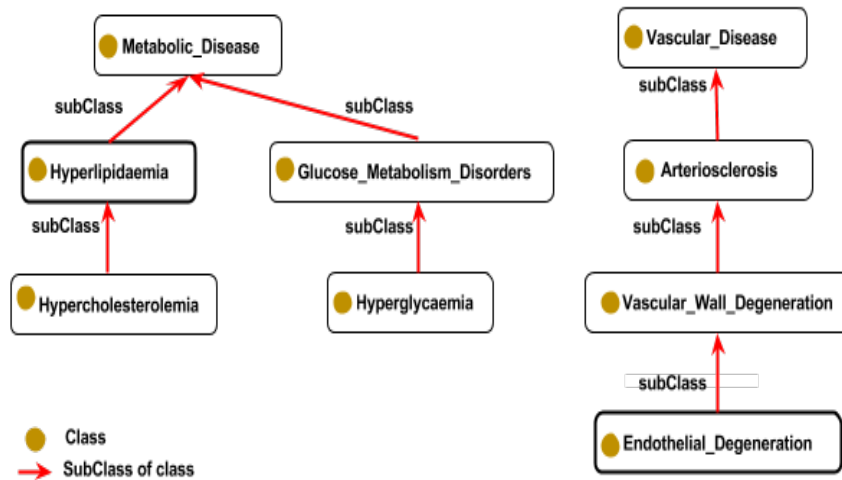 Metabolic_Disease
Vascular_Disease
subClass
subClass
subClass
Hyperlipidaemia
Glucose_Metabolism_Disorders
Arteriosclerosis
subClass
subClass
subClass
Hypercholesterolemia
Hyperglycaemia
Vascular_Wall_Degeneration
subClass
Class
Endothelial_Degeneration
SubClass of class